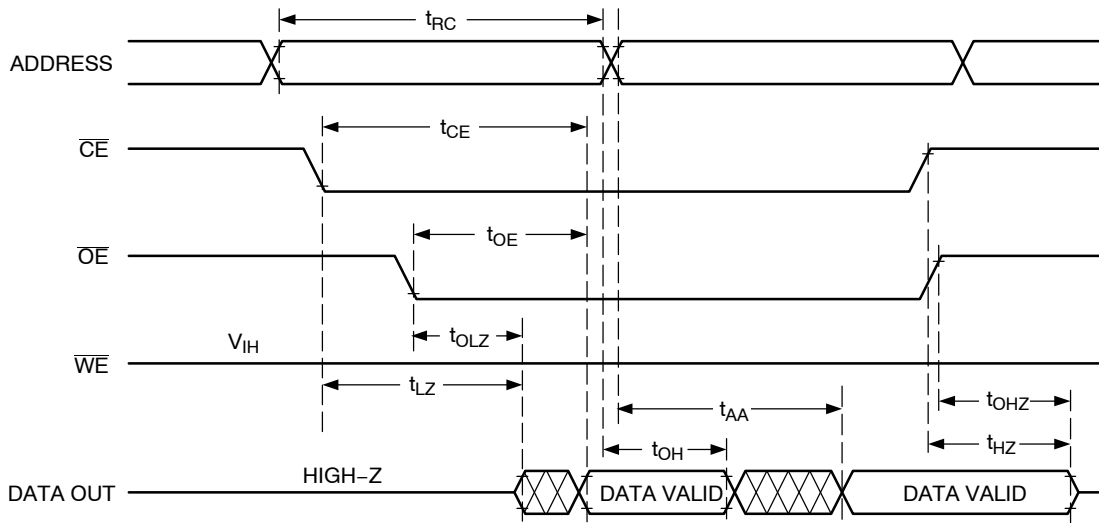 tRC
ADDRESS
tCE
CE
tOE
OE
tOLZ
VIH
WE
tLZ
tAA
tOHZ
tOH
tHZ
HIGH–Z
DATA OUT
DATA VALID
DATA VALID